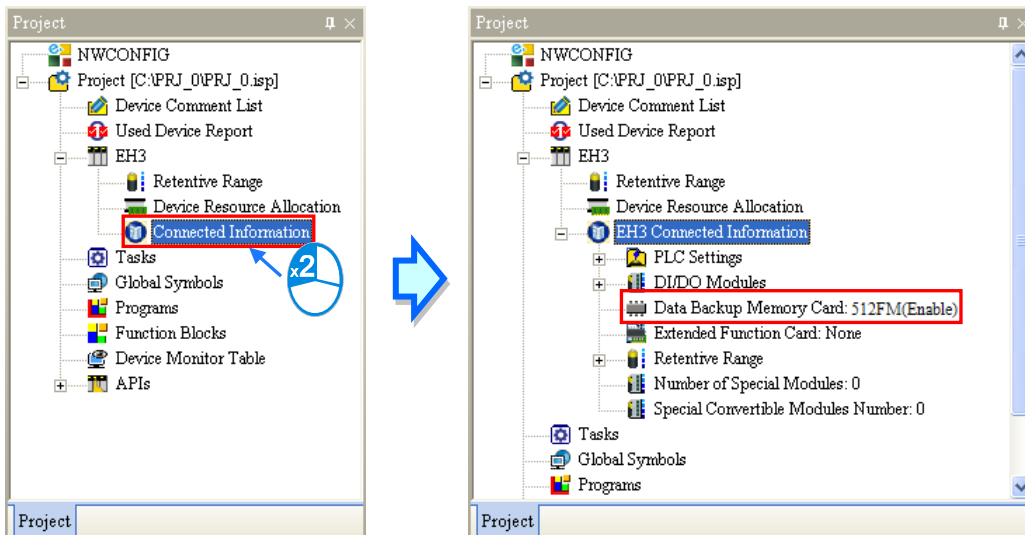 Project
NWCONFIG
Project [C:\PRJ_0\PRJ_0.isp]
Device Comment List
Used Device Report
EH3
Retentive Range
Device Resource Allocation
Connected Information
Tasks
Global Symbols
Programs
Function Blocks
Device Monitor Table
APIs
Project
x2
Project
NWCONFIG
Project [C:\PRJ_0\PRJ_0.isp]
Device Comment List
Used Device Report
EH3
Retentive Range
Device Resource Allocation
EH3 Connected Information
PLC Settings
DI/DO Modules
Data Backup Memory Card: 512FM(Enable)
Extended Function Card: None
Retentive Range
Number of Special Modules: 0
Special Convertible Modules Number: 0
Tasks
Global Symbols
Programs
Project